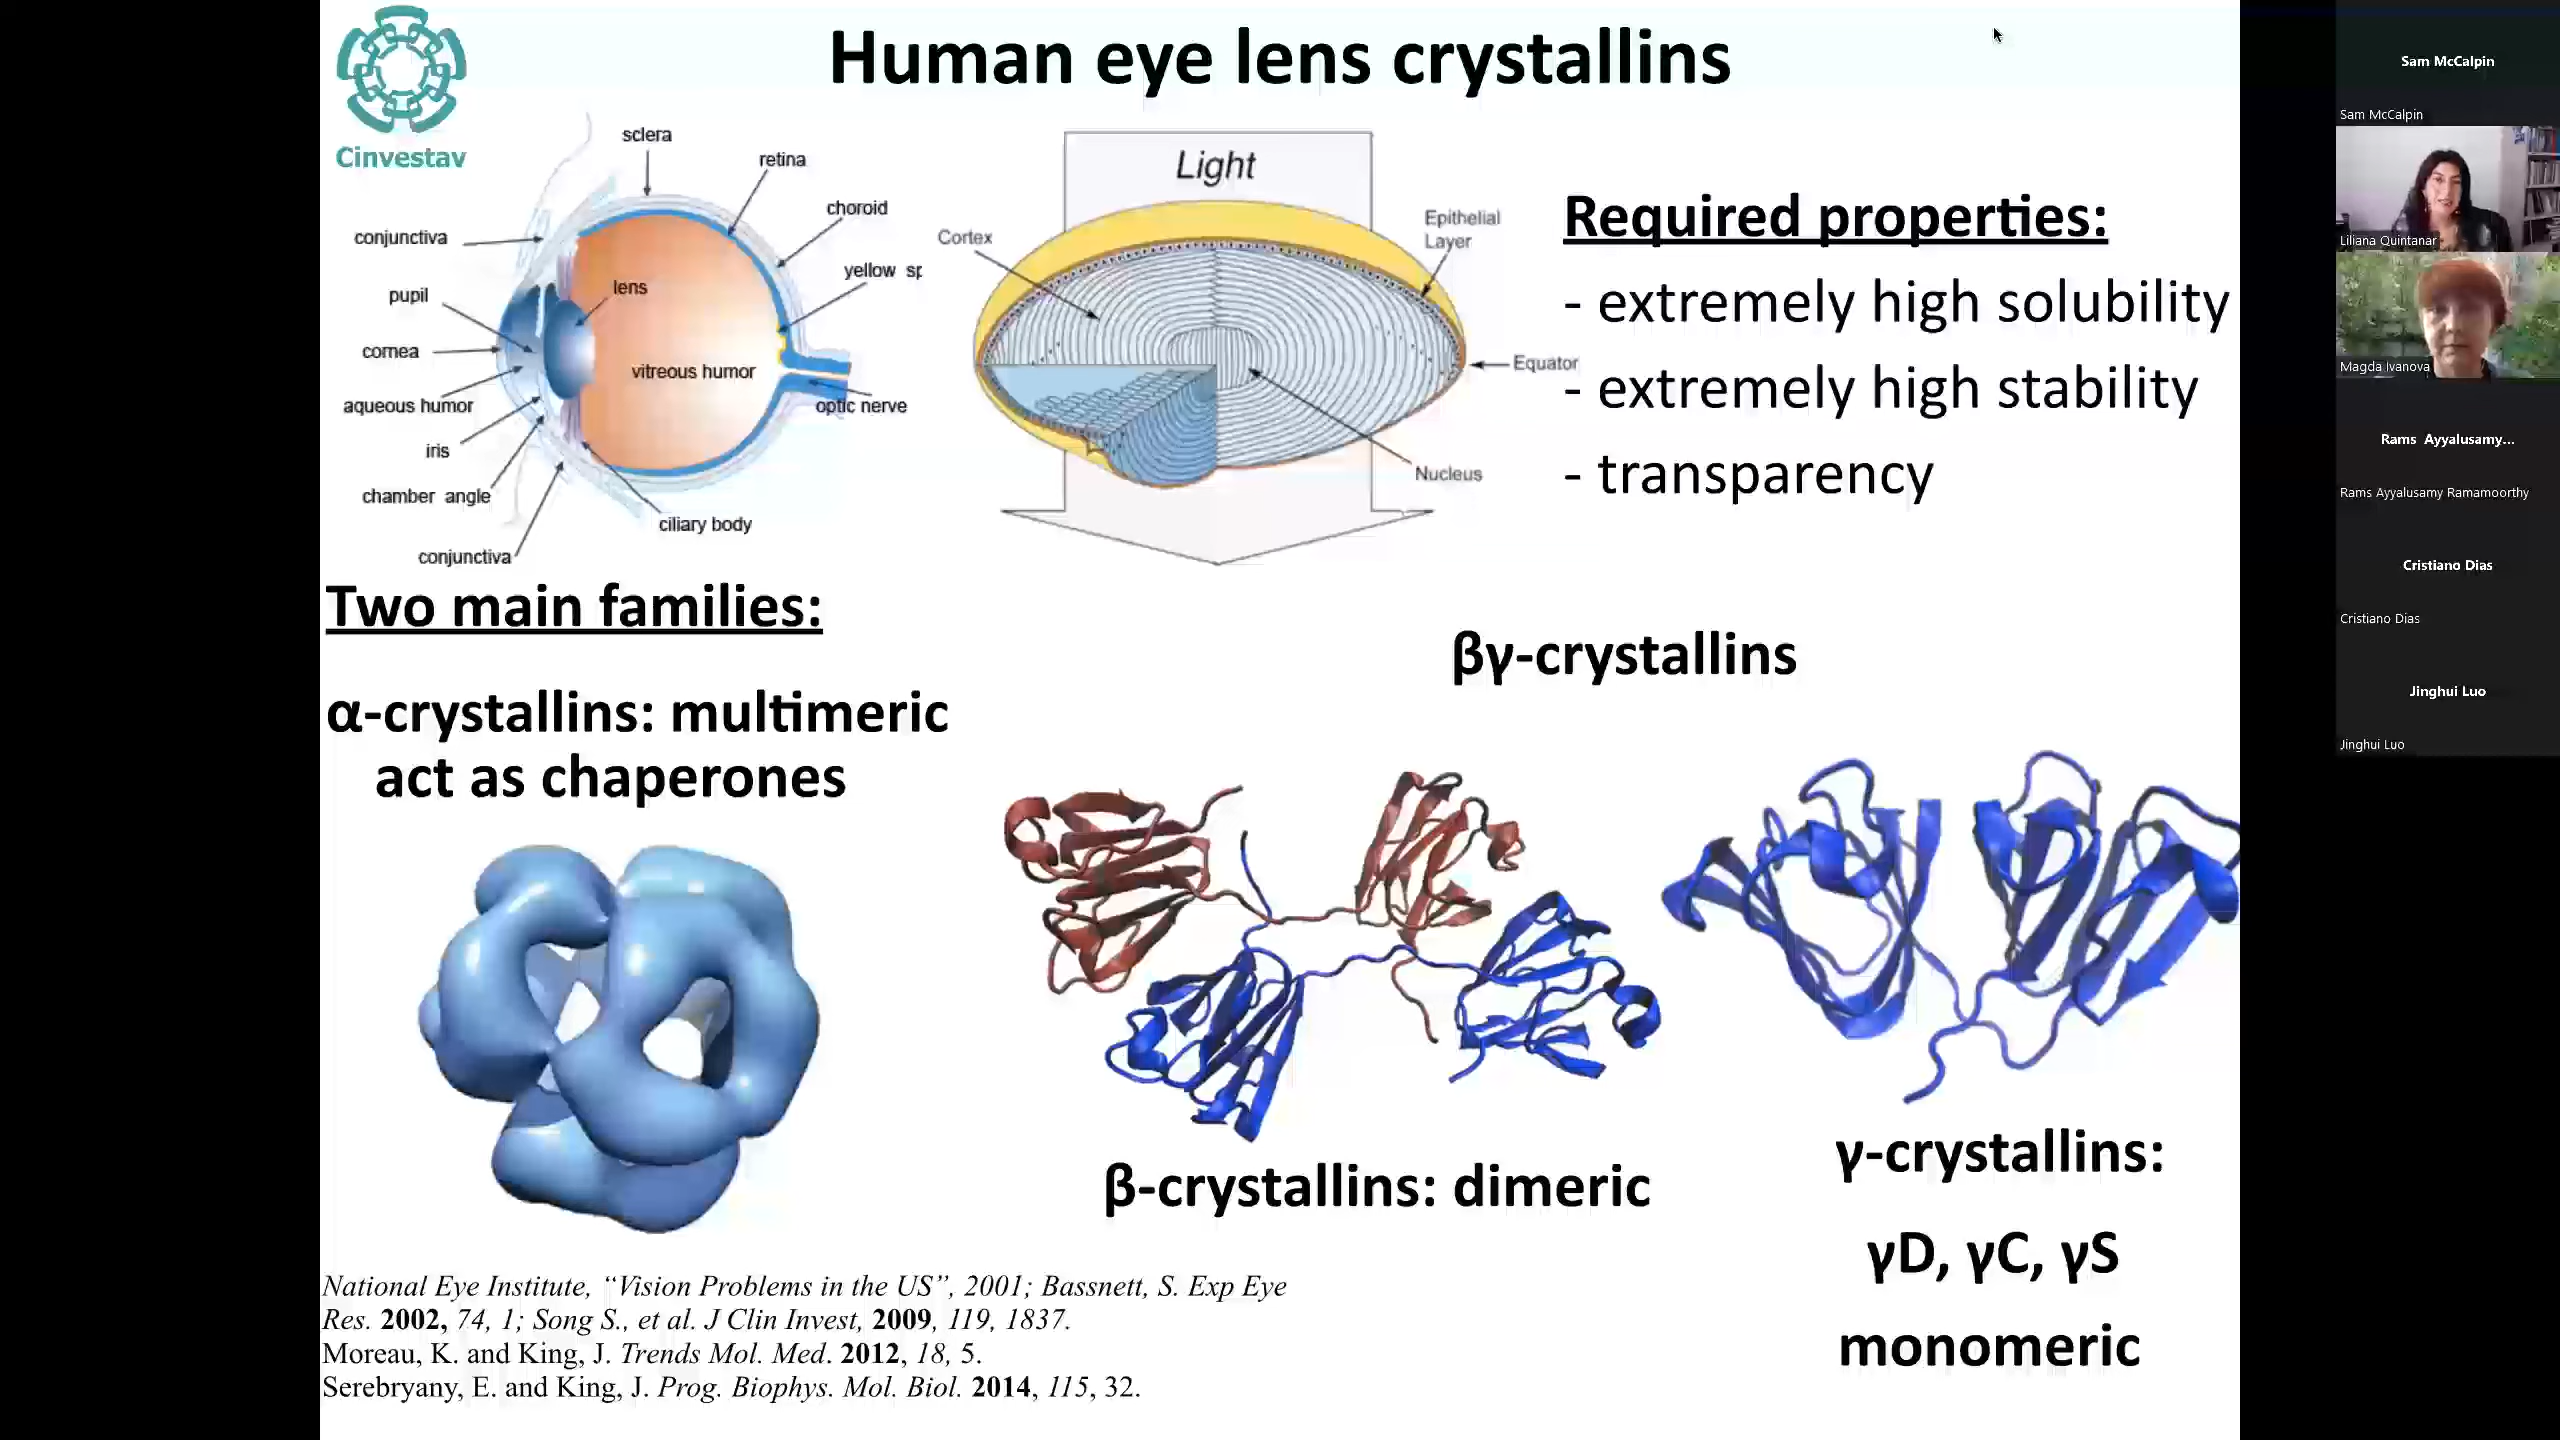 Human eye lens crystallins
Cinvestav
sclera
retina
choroid
conjunctiva
yellow sp
pupil
lens
cornea
vitreous humor
aqueous humor
optic nerve
iris
chamber angle
ciliary body
conjunctiva
Light
Cortex
Epithelial
Layer
Equator
Nucleus
Required properties:
- extremely high solubility
- extremely high stability
- transparency
Two main families:
α-crystallins: multimeric
act as chaperones
βγ-crystallins
β-crystallins: dimeric
γ-crystallins:
γD, γC, γS
monomeric
National Eye Institute, “Vision Problems in the US”, 2001; Bassnett, S. Exp Eye
Res. 2002, 74, 1; Song S., et al. J Clin Invest, 2009, 119, 1837.
Moreau, K. and King, J. Trends Mol. Med. 2012, 18, 5.
Serebryany, E. and King, J. Prog. Biophys. Mol. Biol. 2014, 115, 32.
Sam McCalpin
Sam McCalpin
Liliana Quintanar
Magda Ivanova
Rams Ayyalusamy...
Rams Ayyalusamy Ramamoorthy
Cristiano Dias
Cristiano Dias
Jinghui Luo
Jinghui Luo